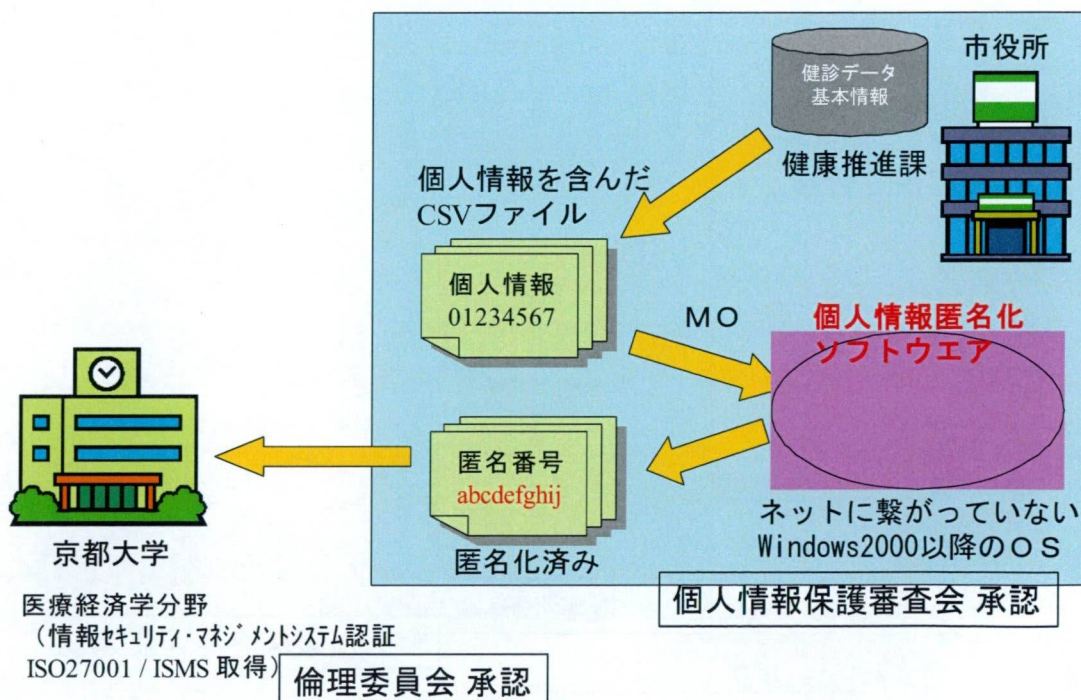 市役所
健診データ
基本情報
健康推進課
個人情報を含んだ
CSVファイル
個人情報
01234567
ＭＯ
個人情報匿名化
ソフトウエア
匿名番号
abcdefghij
匿名化済み
ネットに繋がっていない
Windows2000以降のＯＳ
個人情報保護審査会 承認
京都大学
医療経済学分野
（情報ｾｷｭﾘﾃｨ・ﾏﾈｼﾞﾒﾝﾄシステム認証
ISO27001 / ISMS 取得）
倫理委員会 承認